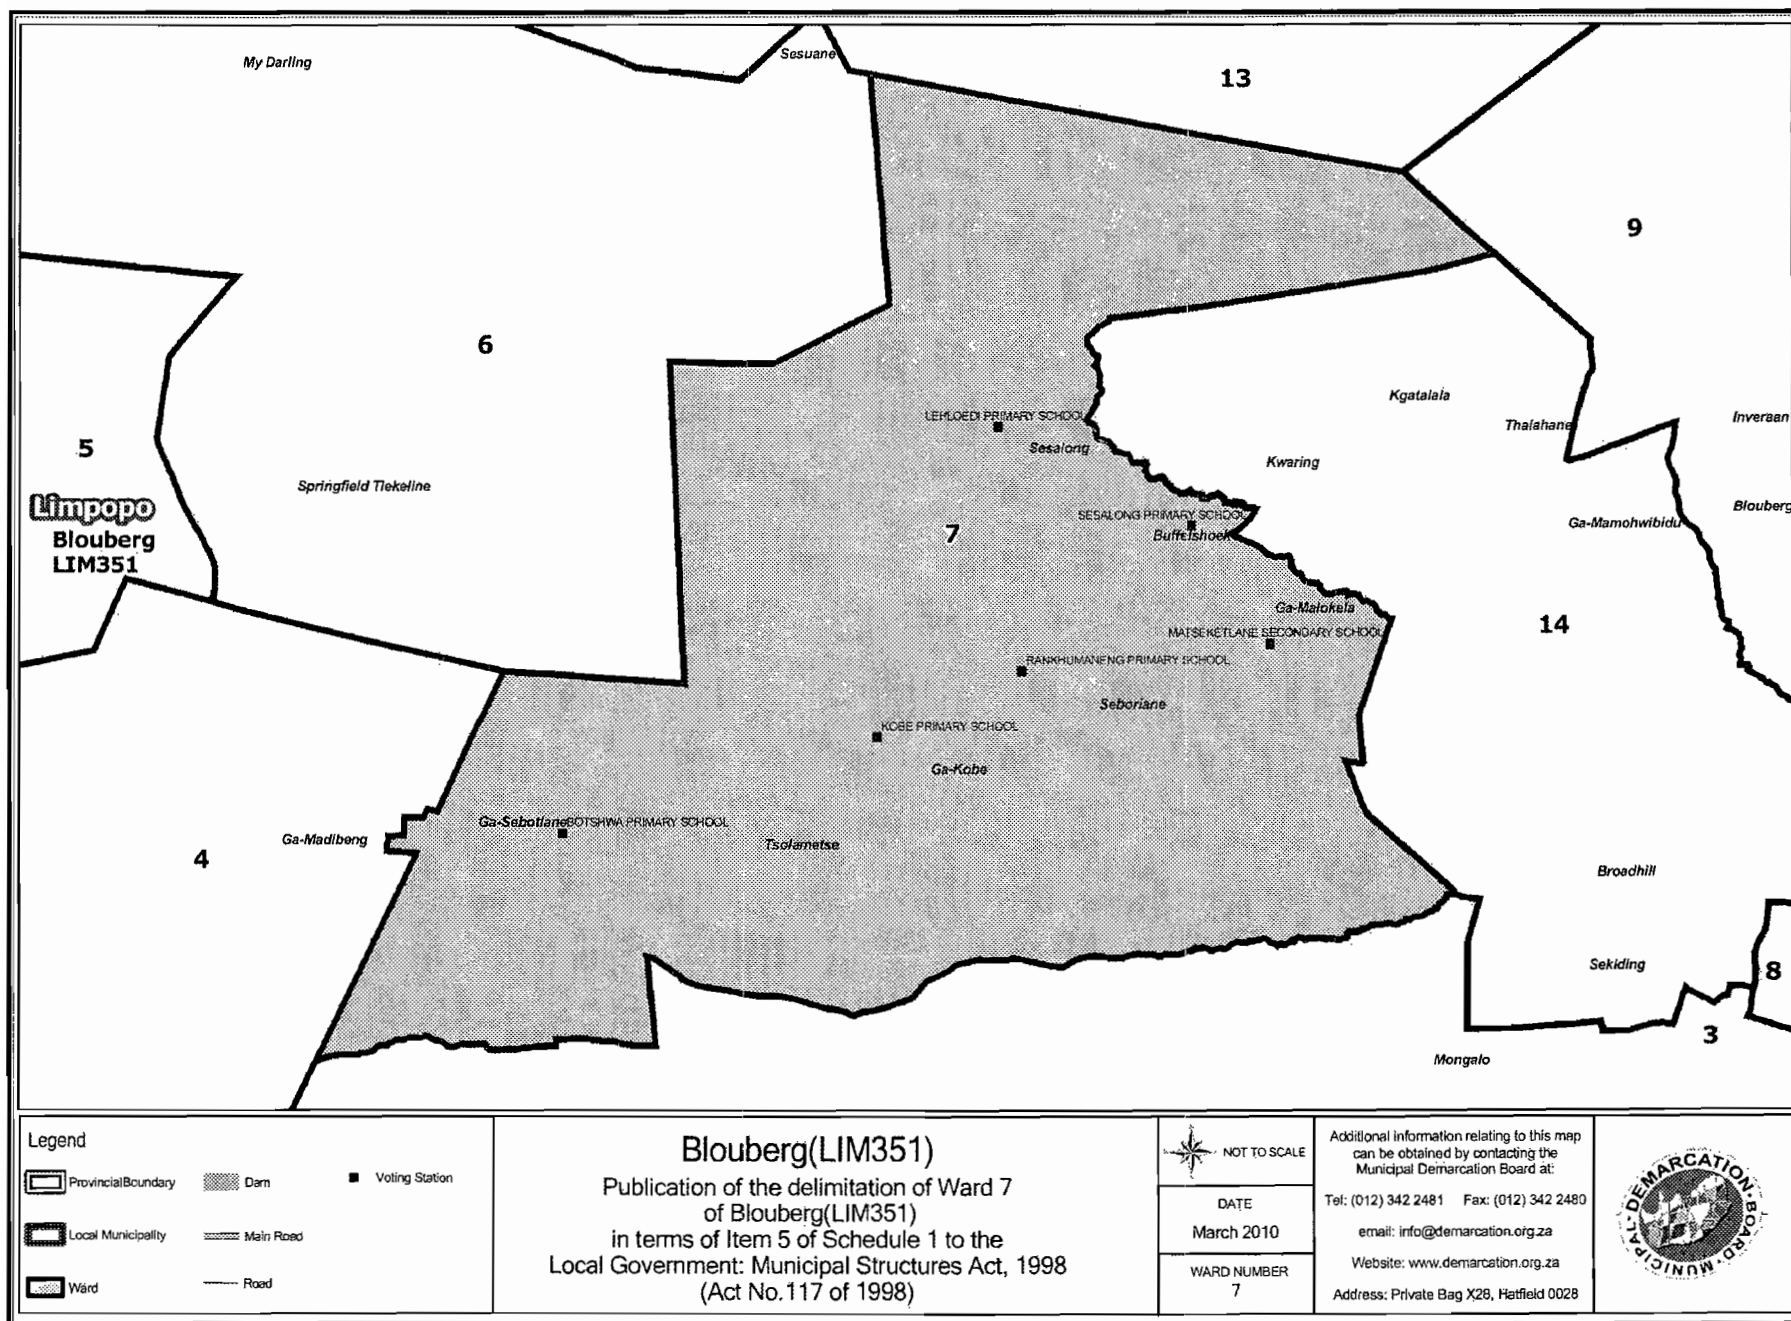 My Darling
Sesuane
13
9
6
Kgatalala
Thalahane
Inveraan
LEHLOEDI PRIMARY SCHOOL
Sesalong
5
Kwaring
Springfield Tlekeline
Limpopo
Blouberg
LIM351
Blouberg
SESALONG PRIMARY SCHOOL
Ga-Mamohwibidu
7
Buffelshoek
Ga-Malokela
14
MATSEKETLANE SECONDARY SCHOOL
RANKHUMANENG PRIMARY SCHOOL
Seboriane
KOBE PRIMARY SCHOOL
Ga-Kobe
Ga-Sebotlane
BOTSHWA PRIMARY SCHOOL
Ga-Madibeng
Tsolametse
4
Broadhill
Sekiding
8
3
Mongalo
Legend
ProvincialBoundary
Dam
Voting Station
Local Municipality
Main Road
Ward
Road
Blouberg(LIM351)
Publication of the delimitation of Ward 7
of Blouberg(LIM351)
in terms of Item 5 of Schedule 1 to the
Local Government: Municipal Structures Act, 1998
(Act No.117 of 1998)
NOT TO SCALE
DATE
March 2010
WARD NUMBER
7
Additional information relating to this map
can be obtained by contacting the
Municipal Demarcation Board at:
Tel: (012) 342 2481 Fax: (012) 342 2480
email: info@demarcation.org.za
Website: www.demarcation.org.za
Address: Private Bag X28, Hatfield 0028
MUNICIPAL DEMARCATION BOARD